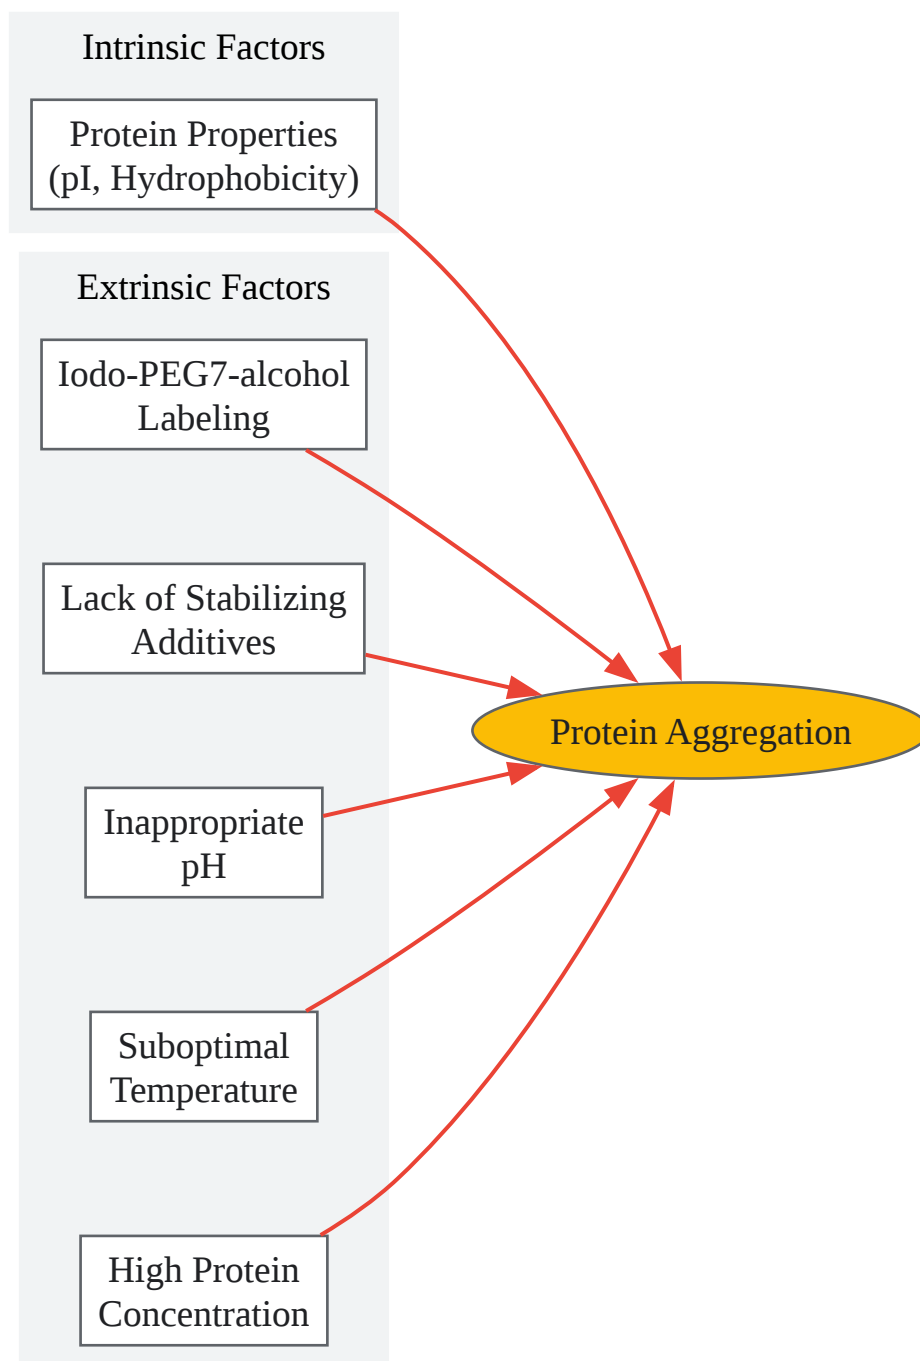 Intrinsic Factors
Protein Properties
(pI, Hydrophobicity)
Extrinsic Factors
Iodo-PEG7-alcohol
Labeling
Lack of Stabilizing
Additives
Protein Aggregation
Inappropriate
pH
Suboptimal
Temperature
High Protein
Concentration